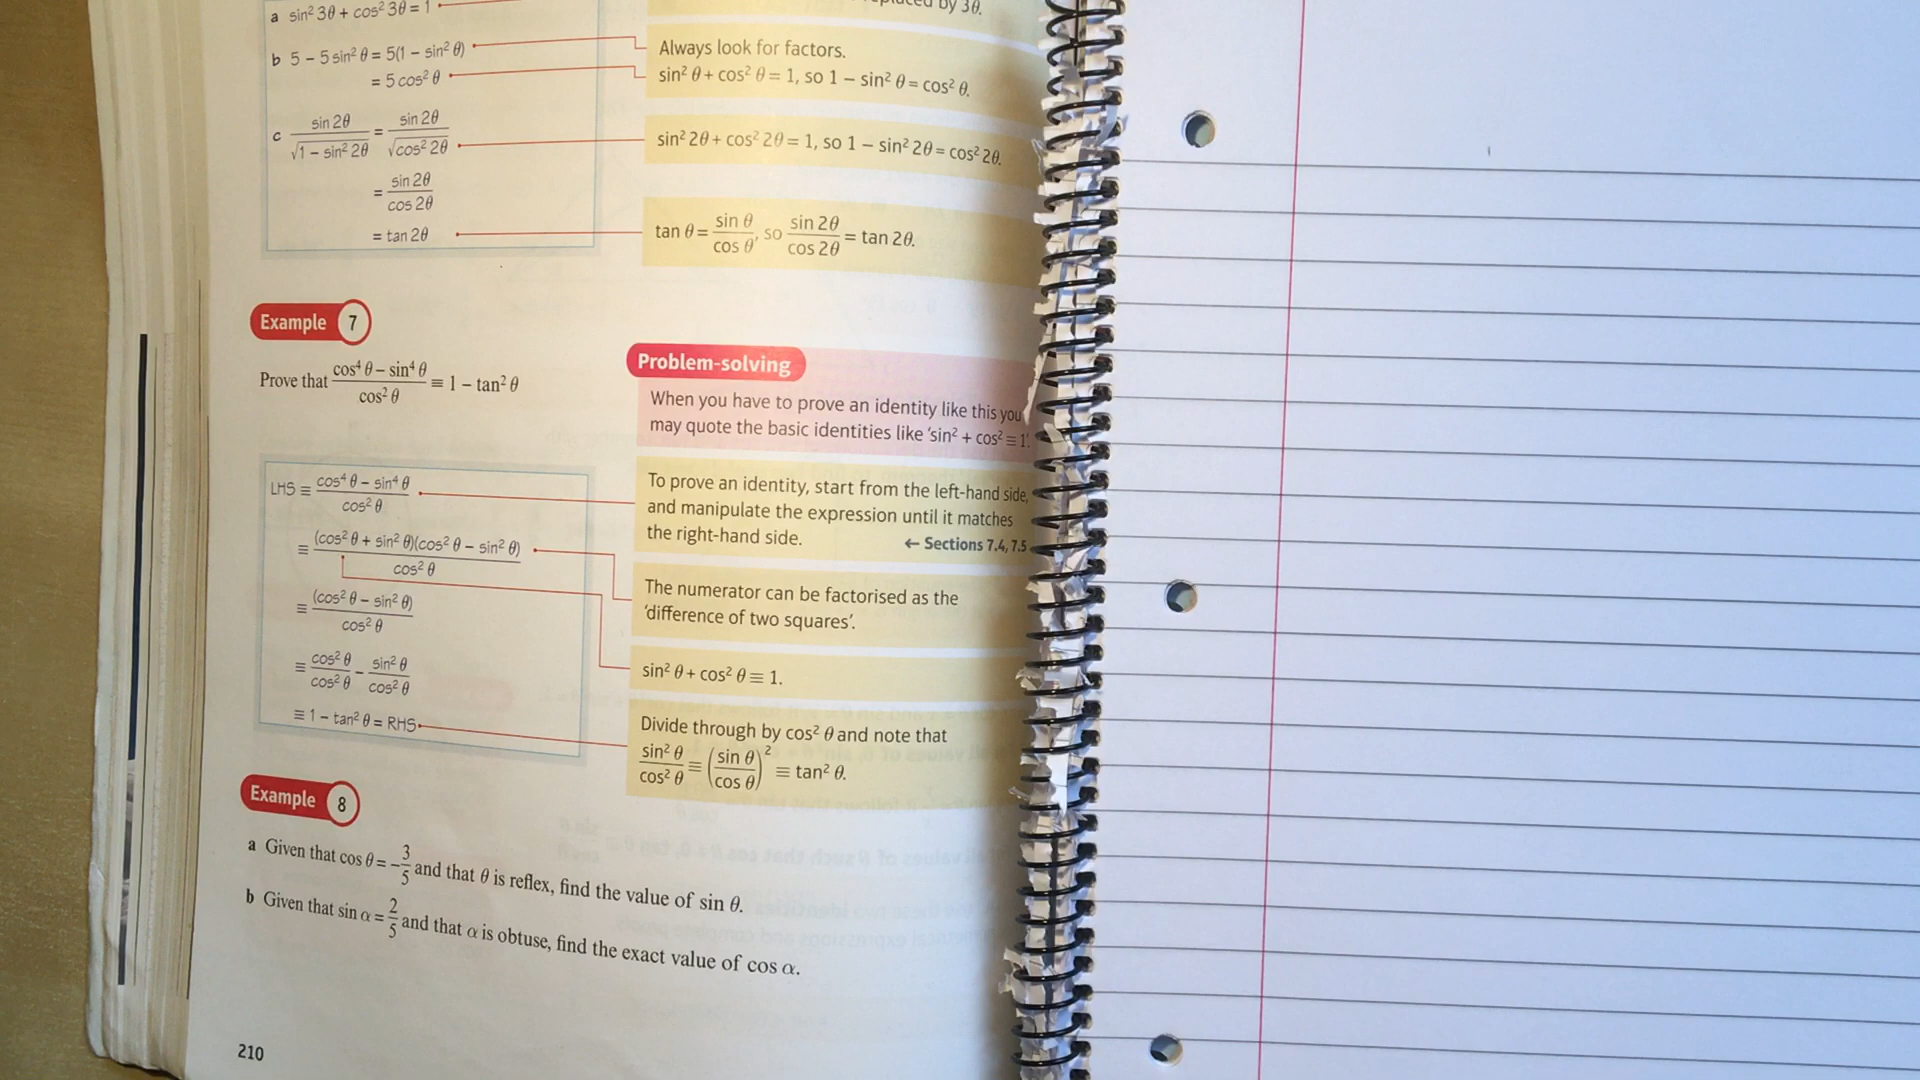 a sin² 3θ + cos² 3θ = 1
by 3θ.
b 5 – 5 sin² θ = 5(1 – sin² θ)
= 5 cos² θ
Always look for factors.
sin² θ + cos² θ = 1, so 1 – sin² θ = cos² θ.
c sin 2θ / √(1 – sin² 2θ) = sin 2θ / √(cos² 2θ)
= sin 2θ / cos 2θ
= tan 2θ
sin² 2θ + cos² 2θ = 1, so 1 – sin² 2θ = cos² 2θ.
tan θ = sin θ / cos θ, so sin 2θ / cos 2θ = tan 2θ.
Example 7
Prove that (cos⁴ θ – sin⁴ θ) / cos² θ ≡ 1 – tan² θ
Problem-solving
When you have to prove an identity like this you
may quote the basic identities like ‘sin² + cos² ≡ 1’.
LHS ≡ (cos⁴ θ – sin⁴ θ) / cos² θ
≡ (cos² θ + sin² θ)(cos² θ – sin² θ) / cos² θ
≡ (cos² θ – sin² θ) / cos² θ
≡ cos² θ / cos² θ – sin² θ / cos² θ
≡ 1 – tan² θ = RHS
To prove an identity, start from the left-hand side,
and manipulate the expression until it matches
the right-hand side. ← Sections 7.4, 7.5
The numerator can be factorised as the
‘difference of two squares’.
sin² θ + cos² θ ≡ 1.
Divide through by cos² θ and note that
sin² θ / cos² θ ≡ (sin θ / cos θ)² ≡ tan² θ.
Example 8
a Given that cos θ = –3/5 and that θ is reflex, find the value of sin θ.
b Given that sin α = 2/5 and that α is obtuse, find the exact value of cos α.
210